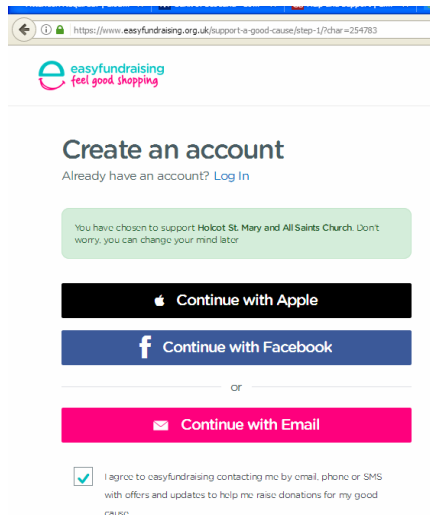 https://www.easyfundraising.org.uk/support-a-good-cause/step-1/?char=254783
easyfundraising
feel good shopping
Create an account
Already have an account? Log In
You have chosen to support Holcot St. Mary and All Saints Church. Don't
worry, you can change your mind later
Continue with Apple
Continue with Facebook
or
Continue with Email
I agree to easyfundraising contacting me by email, phone or SMS
with offers and updates to help me raise donations for my good
cause